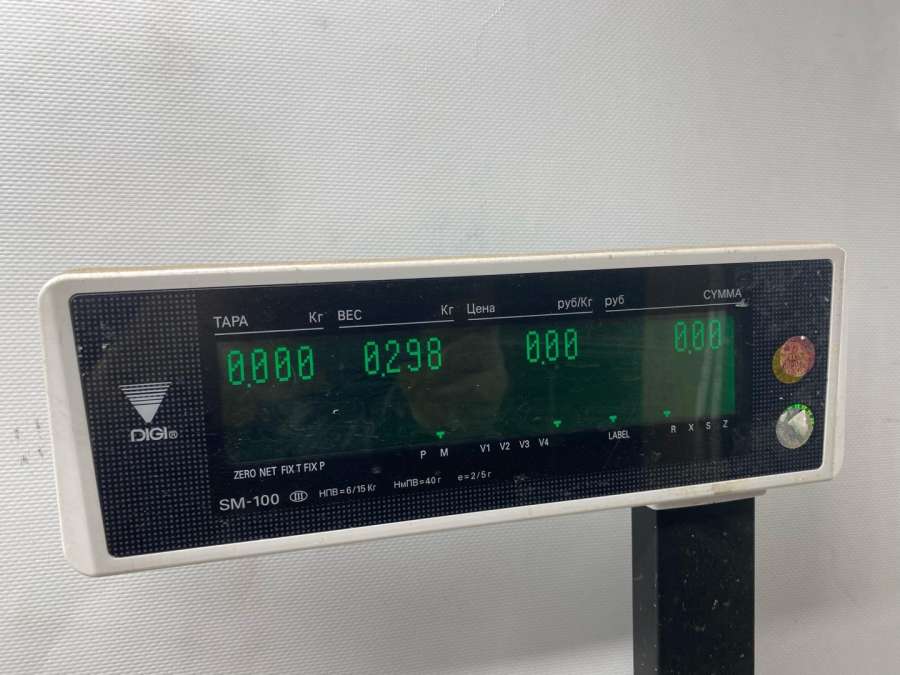 ТАРА Кг ВЕС Кг Цена руб/Кг руб СУММА
0.000 0.298 0.00 0.00
DIGI®
P M V1 V2 V3 V4 LABEL R X S Z
ZERO NET FIX T FIX P
SM-100 III НПВ=6/15 Кг НмПВ=40 г e=2/5 г